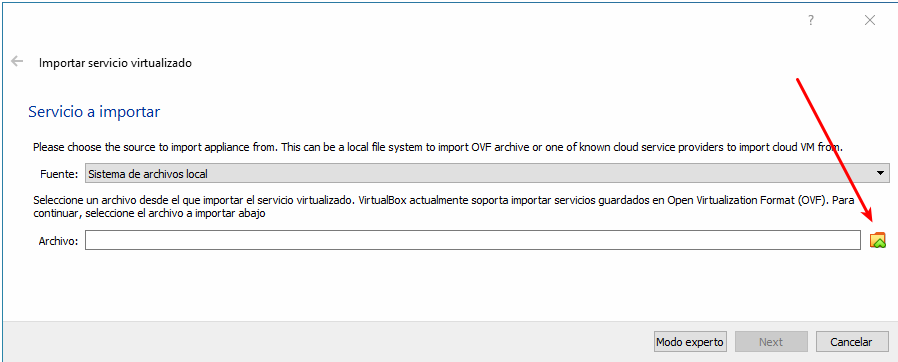 ?
Importar servicio virtualizado
Servicio a importar
Please choose the source to import appliance from. This can be a local file system to import OVF archive or one of known cloud service providers to import cloud VM from.
Fuente: Sistema de archivos local
Seleccione un archivo desde el que importar el servicio virtualizado. VirtualBox actualmente soporta importar servicios guardados en Open Virtualization Format (OVF). Para
continuar, seleccione el archivo a importar abajo
Archivo:
Modo experto Next Cancelar